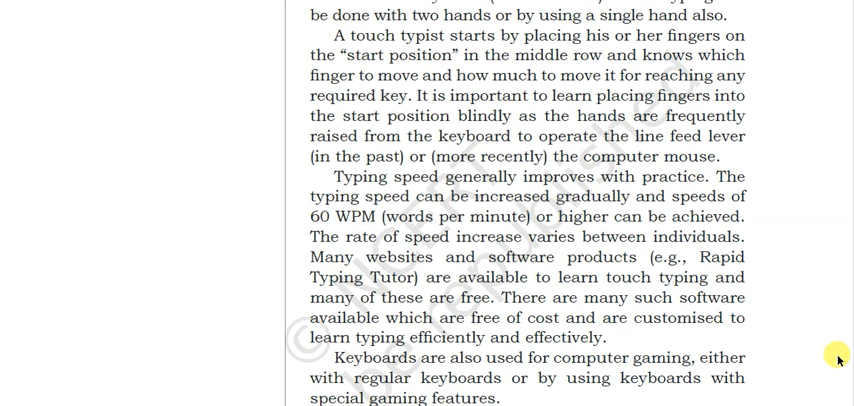 be done with two hands or by using a single hand also.
A touch typist starts by placing his or her fingers on
the “start position” in the middle row and knows which
finger to move and how much to move it for reaching any
required key. It is important to learn placing fingers into
the start position blindly as the hands are frequently
raised from the keyboard to operate the line feed lever
(in the past) or (more recently) the computer mouse.
Typing speed generally improves with practice. The
typing speed can be increased gradually and speeds of
60 WPM (words per minute) or higher can be achieved.
The rate of speed increase varies between individuals.
Many websites and software products (e.g., Rapid
Typing Tutor) are available to learn touch typing and
many of these are free. There are many such software
available which are free of cost and are customised to
learn typing efficiently and effectively.
Keyboards are also used for computer gaming, either
with regular keyboards or by using keyboards with
special gaming features.
© NCERT
be republished